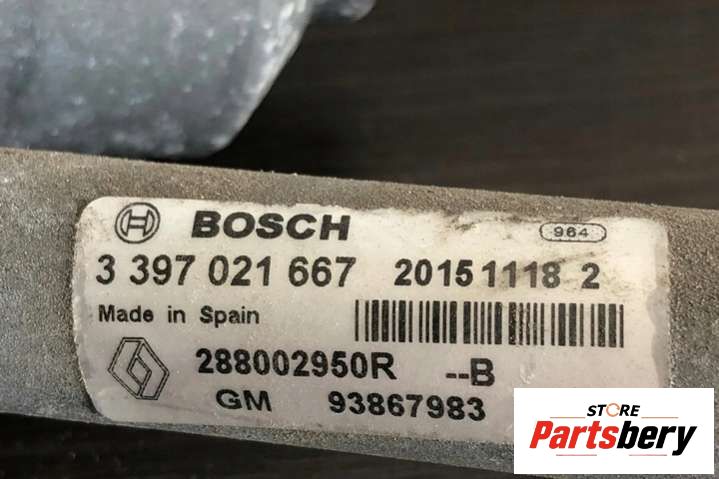 BOSCH 964
3 397 021 667 20151118 2
Made in Spain
288002950R --B
GM 93867983
STORE
Partsbery